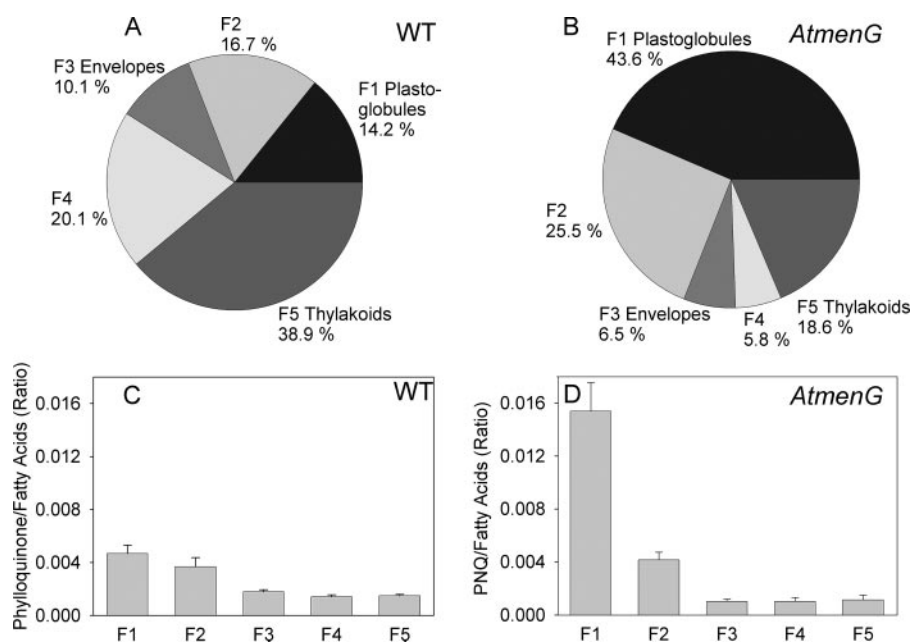 A
WT
F2
16.7 %
F3 Envelopes
10.1 %
F1 Plasto-
globules
14.2 %
F4
20.1 %
F5 Thylakoids
38.9 %
B
AtmenG
F1 Plastoglobules
43.6 %
F2
25.5 %
F3 Envelopes
6.5 %
F4
5.8 %
F5 Thylakoids
18.6 %
C
WT
Phylloquinone/Fatty Acids (Ratio)
0.016
0.012
0.008
0.004
0.000
F1 F2 F3 F4 F5
D
AtmenG
PNQ/Fatty Acids (Ratio)
0.016
0.012
0.008
0.004
0.000
F1 F2 F3 F4 F5